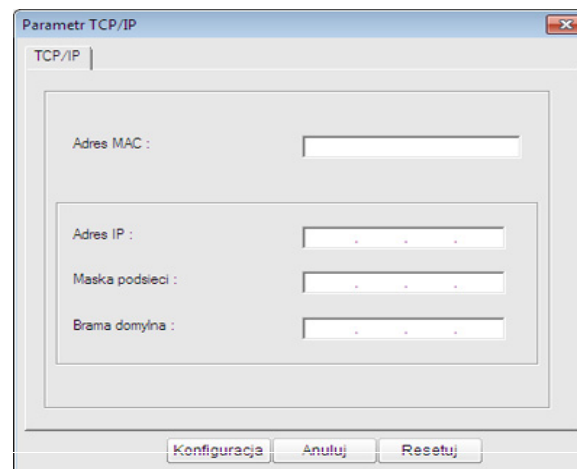 Parametr TCP/IP
TCP/IP
Adres MAC :
Adres IP : . . .
Maska podsieci : . . .
Brama domylna : . . .
Konfiguracja Anuluj Resetuj